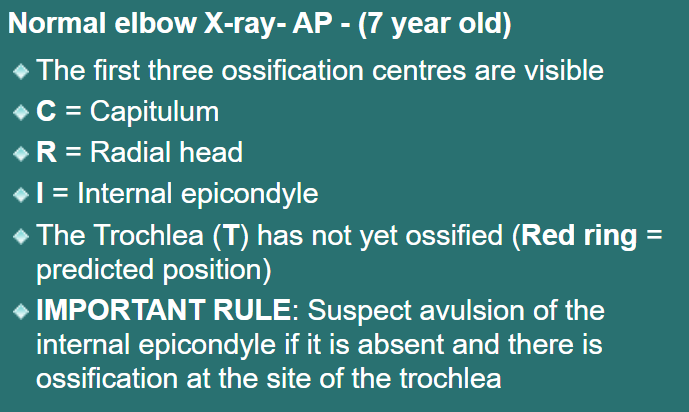 Normal elbow X-ray- AP - (7 year old)
The first three ossification centres are visible
C = Capitulum
R = Radial head
I = Internal epicondyle
The Trochlea (T) has not yet ossified (Red ring =
predicted position)
IMPORTANT RULE: Suspect avulsion of the
internal epicondyle if it is absent and there is
ossification at the site of the trochlea